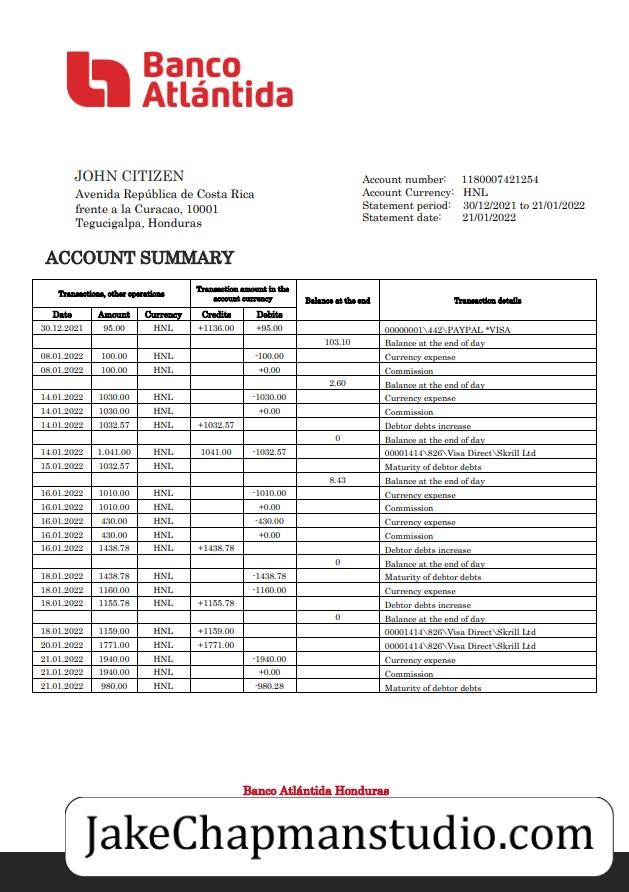 Banco
Atlántida
JOHN CITIZEN
Avenida República de Costa Rica
frente a la Curacao, 10001
Tegucigalpa, Honduras
Account number: 1180007421254
Account Currency: HNL
Statement period: 30/12/2021 to 21/01/2022
Statement date: 21/01/2022
ACCOUNT SUMMARY
Transactions, other operations
Transaction amount in the
account currency
Balance at the end
Transaction details
Date Amount Currency Credits Debits
30.12.2021 95.00 HNL +1136.00 +95.00 00000001\442\PAYPAL *VISA
103.10 Balance at the end of day
08.01.2022 100.00 HNL -100.00 Currency expense
08.01.2022 100.00 HNL +0.00 Commission
2.60 Balance at the end of day
14.01.2022 1030.00 HNL -1030.00 Currency expense
14.01.2022 1030.00 HNL +0.00 Commission
14.01.2022 1032.57 HNL +1032.57 Debtor debts increase
0 Balance at the end of day
14.01.2022 1.041.00 HNL 1041.00 -1032.57 00001414\826\Visa Direct\Skrill Ltd
15.01.2022 1032.57 HNL Maturity of debtor debts
8.43 Balance at the end of day
16.01.2022 1010.00 HNL -1010.00 Currency expense
16.01.2022 1010.00 HNL +0.00 Commission
16.01.2022 430.00 HNL -430.00 Currency expense
16.01.2022 430.00 HNL +0.00 Commission
16.01.2022 1438.78 HNL +1438.78 Debtor debts increase
0 Balance at the end of day
18.01.2022 1438.78 HNL -1438.78 Maturity of debtor debts
18.01.2022 1160.00 HNL -1160.00 Currency expense
18.01.2022 1155.78 HNL +1155.78 Debtor debts increase
0 Balance at the end of day
18.01.2022 1159.00 HNL +1159.00 00001414\826\Visa Direct\Skrill Ltd
20.01.2022 1771.00 HNL +1771.00 00001414\826\Visa Direct\Skrill Ltd
21.01.2022 1940.00 HNL -1940.00 Currency expense
21.01.2022 1940.00 HNL +0.00 Commission
21.01.2022 980.00 HNL -980.28 Maturity of debtor debts
Banco Atlántida Honduras
JakeChapmanstudio.com